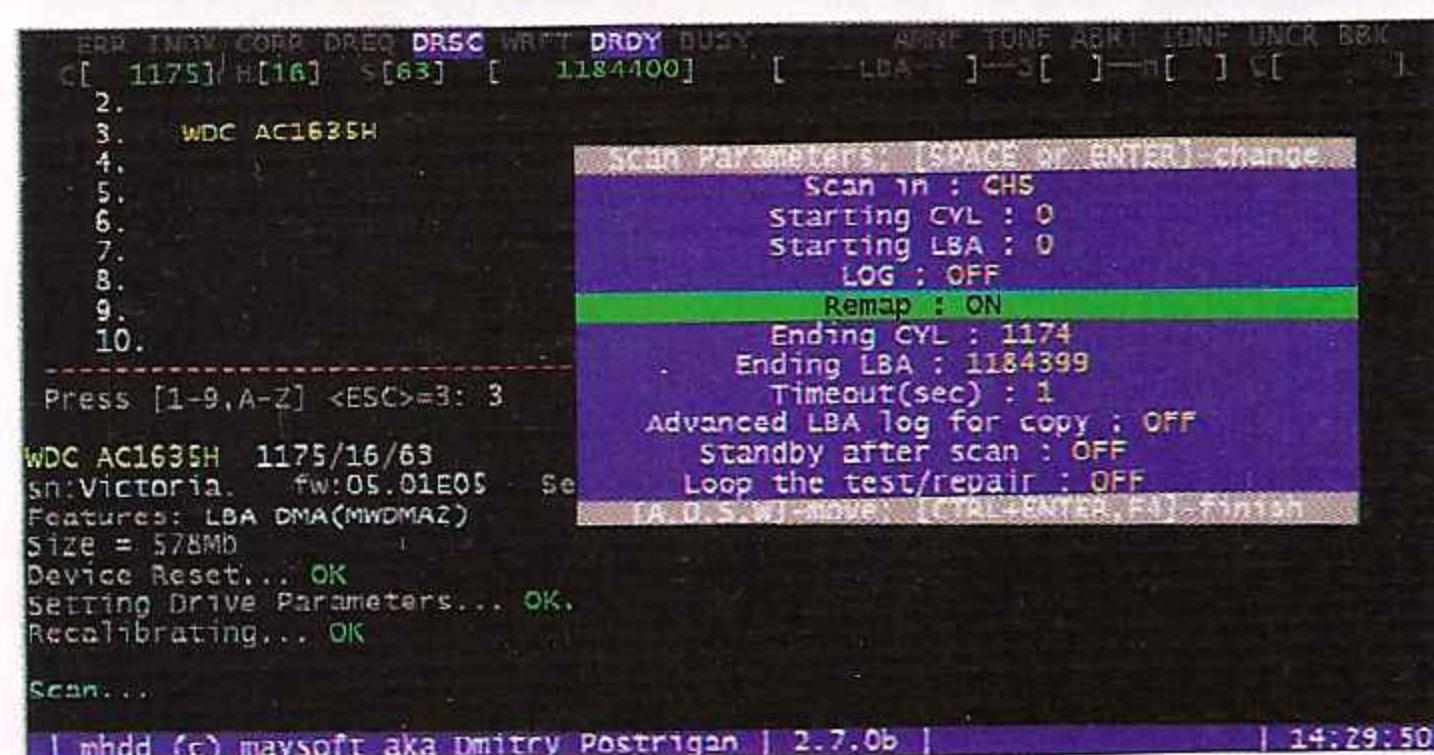 ERR INDX CORR DREQ DRSC WRFT DRDY BUSY AMNF TONF ABRT IDNF UNCR BBK
C[ 1175] H[16] S[63] [ 1184400] [ --LBA-- ]--S[ ]--H[ ] C[ ]
2.
3. WDC AC1635H
4.
5.
6.
7.
8.
9.
10.
Press [1-9,A-Z] <ESC>=3: 3
Scan Parameters; [SPACE or ENTER]-change
Scan in : CHS
Starting CYL : 0
Starting LBA : 0
LOG : OFF
Remap : ON
Ending CYL : 1174
Ending LBA : 1184399
Timeout(sec) : 1
Advanced LBA log for copy : OFF
Standby after scan : OFF
Loop the test/repair : OFF
[A,D,S,W]-move; [CTRL+ENTER,F4]-finish
WDC AC1635H 1175/16/63
sn:Victoria. fw:05.01E05 Se
Features: LBA DMA(MWDMA2)
Size = 578Mb
Device Reset... OK
Setting Drive Parameters... OK.
Recalibrating... OK
Scan...
| mhdd (c) maysoft aka Dmitry Postrigan | 2.7.0b | | 14:29:50